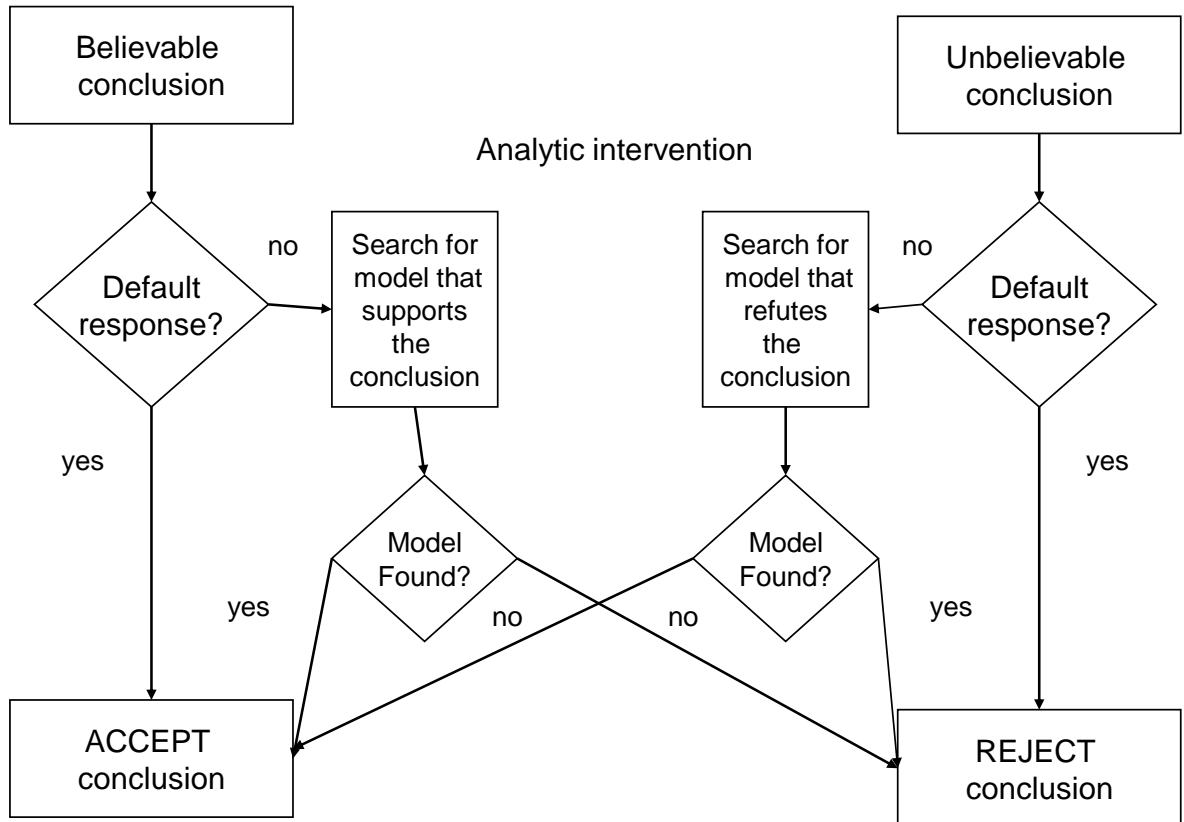 Believable
conclusion
Unbelievable
conclusion
Analytic intervention
no
no
Search for
model that
supports
the
conclusion
Search for
model that
refutes
the
conclusion
Default
response?
Default
response?
yes
yes
Model
Found?
Model
Found?
yes
no
no
yes
ACCEPT
conclusion
REJECT
conclusion